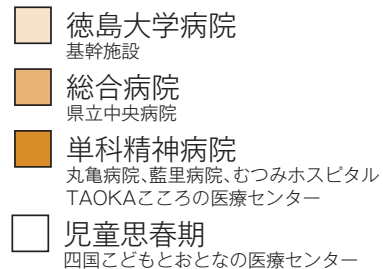 徳島大学病院
基幹施設
総合病院
県立中央病院
単科精神病院
丸亀病院、藍里病院、むつみホスピタル
TAOKAこころの医療センター
児童思春期
四国こどもとおとなの医療センター